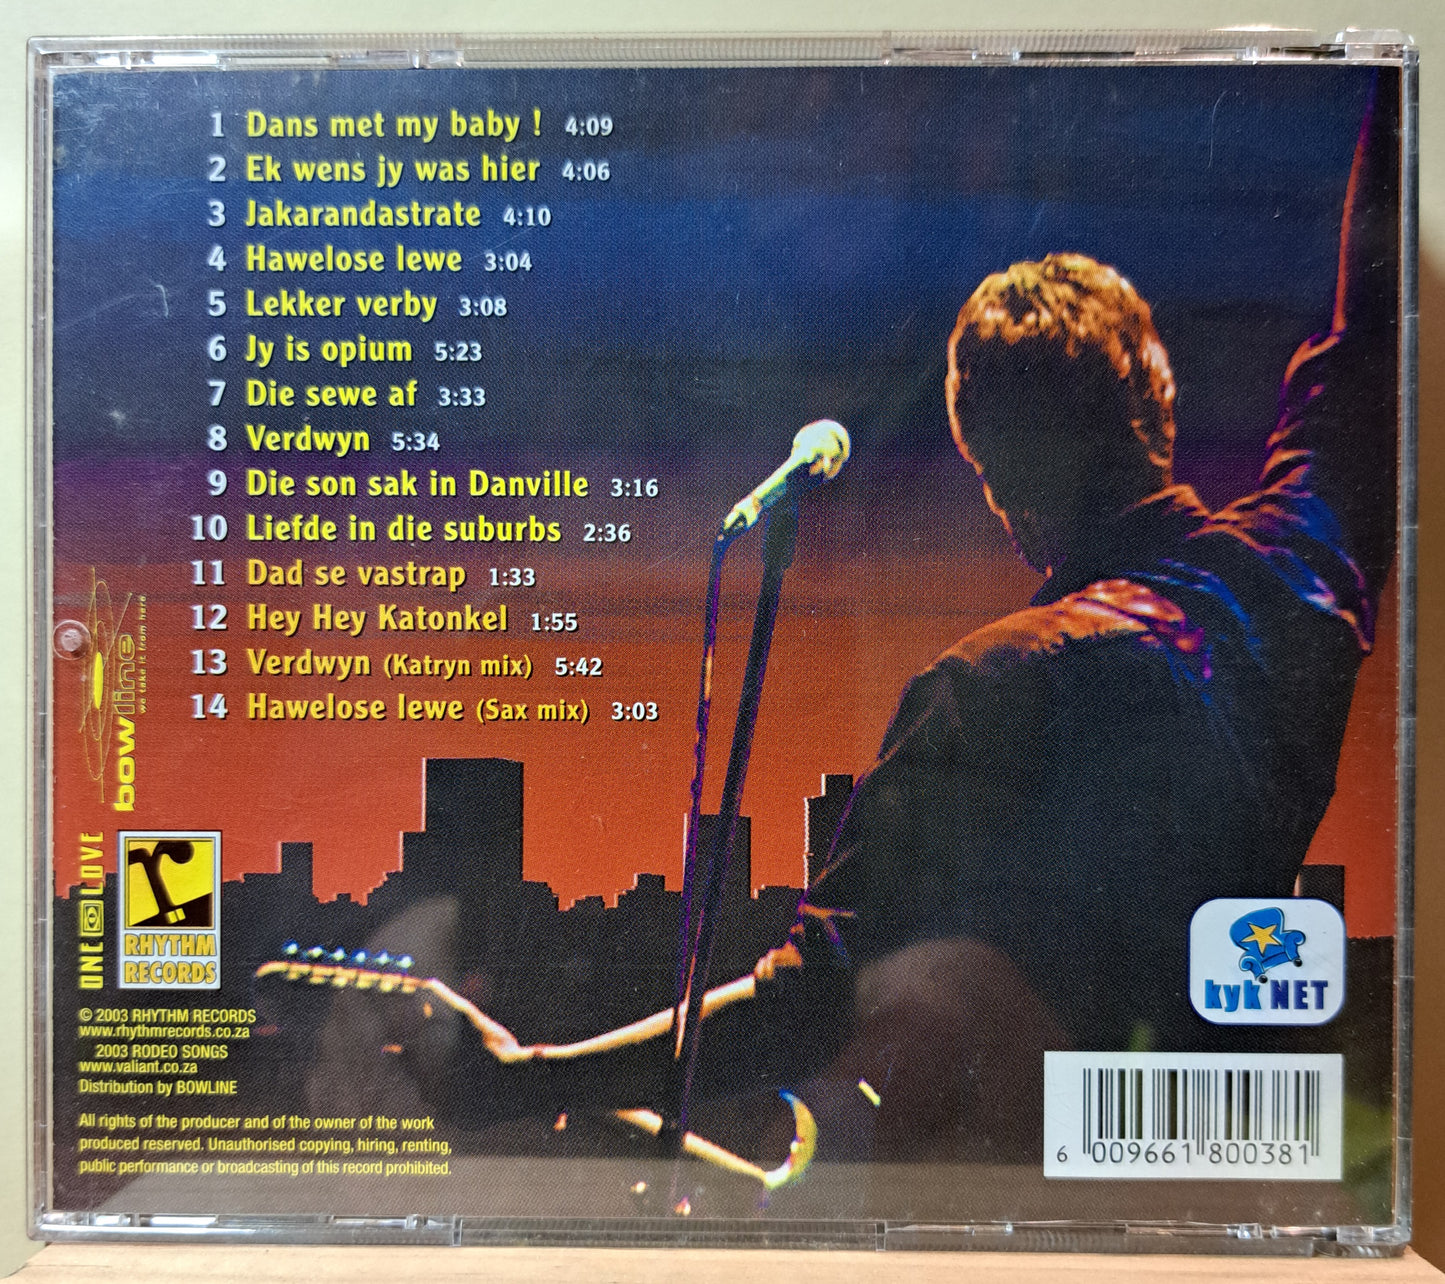 1 Dans met my baby ! 4:09
2 Ek wens jy was hier 4:06
3 Jakarandastrate 4:10
4 Hawelose lewe 3:04
5 Lekker verby 3:08
6 Jy is opium 5:23
7 Die sewe af 3:33
8 Verdwyn 5:34
9 Die son sak in Danville 3:16
10 Liefde in die suburbs 2:36
11 Dad se vastrap 1:33
12 Hey Hey Katonkel 1:55
13 Verdwyn (Katryn mix) 5:42
14 Hawelose lewe (Sax mix) 3:03
bowline
we take it from here
ONE LOVE
RHYTHM
RECORDS
© 2003 RHYTHM RECORDS
www.rhythmrecords.co.za
2003 RODEO SONGS
www.valiant.co.za
Distribution by BOWLINE
All rights of the producer and of the owner of the work
produced reserved. Unauthorised copying, hiring, renting,
public performance or broadcasting of this record prohibited.
kykNET
6 009661 800381